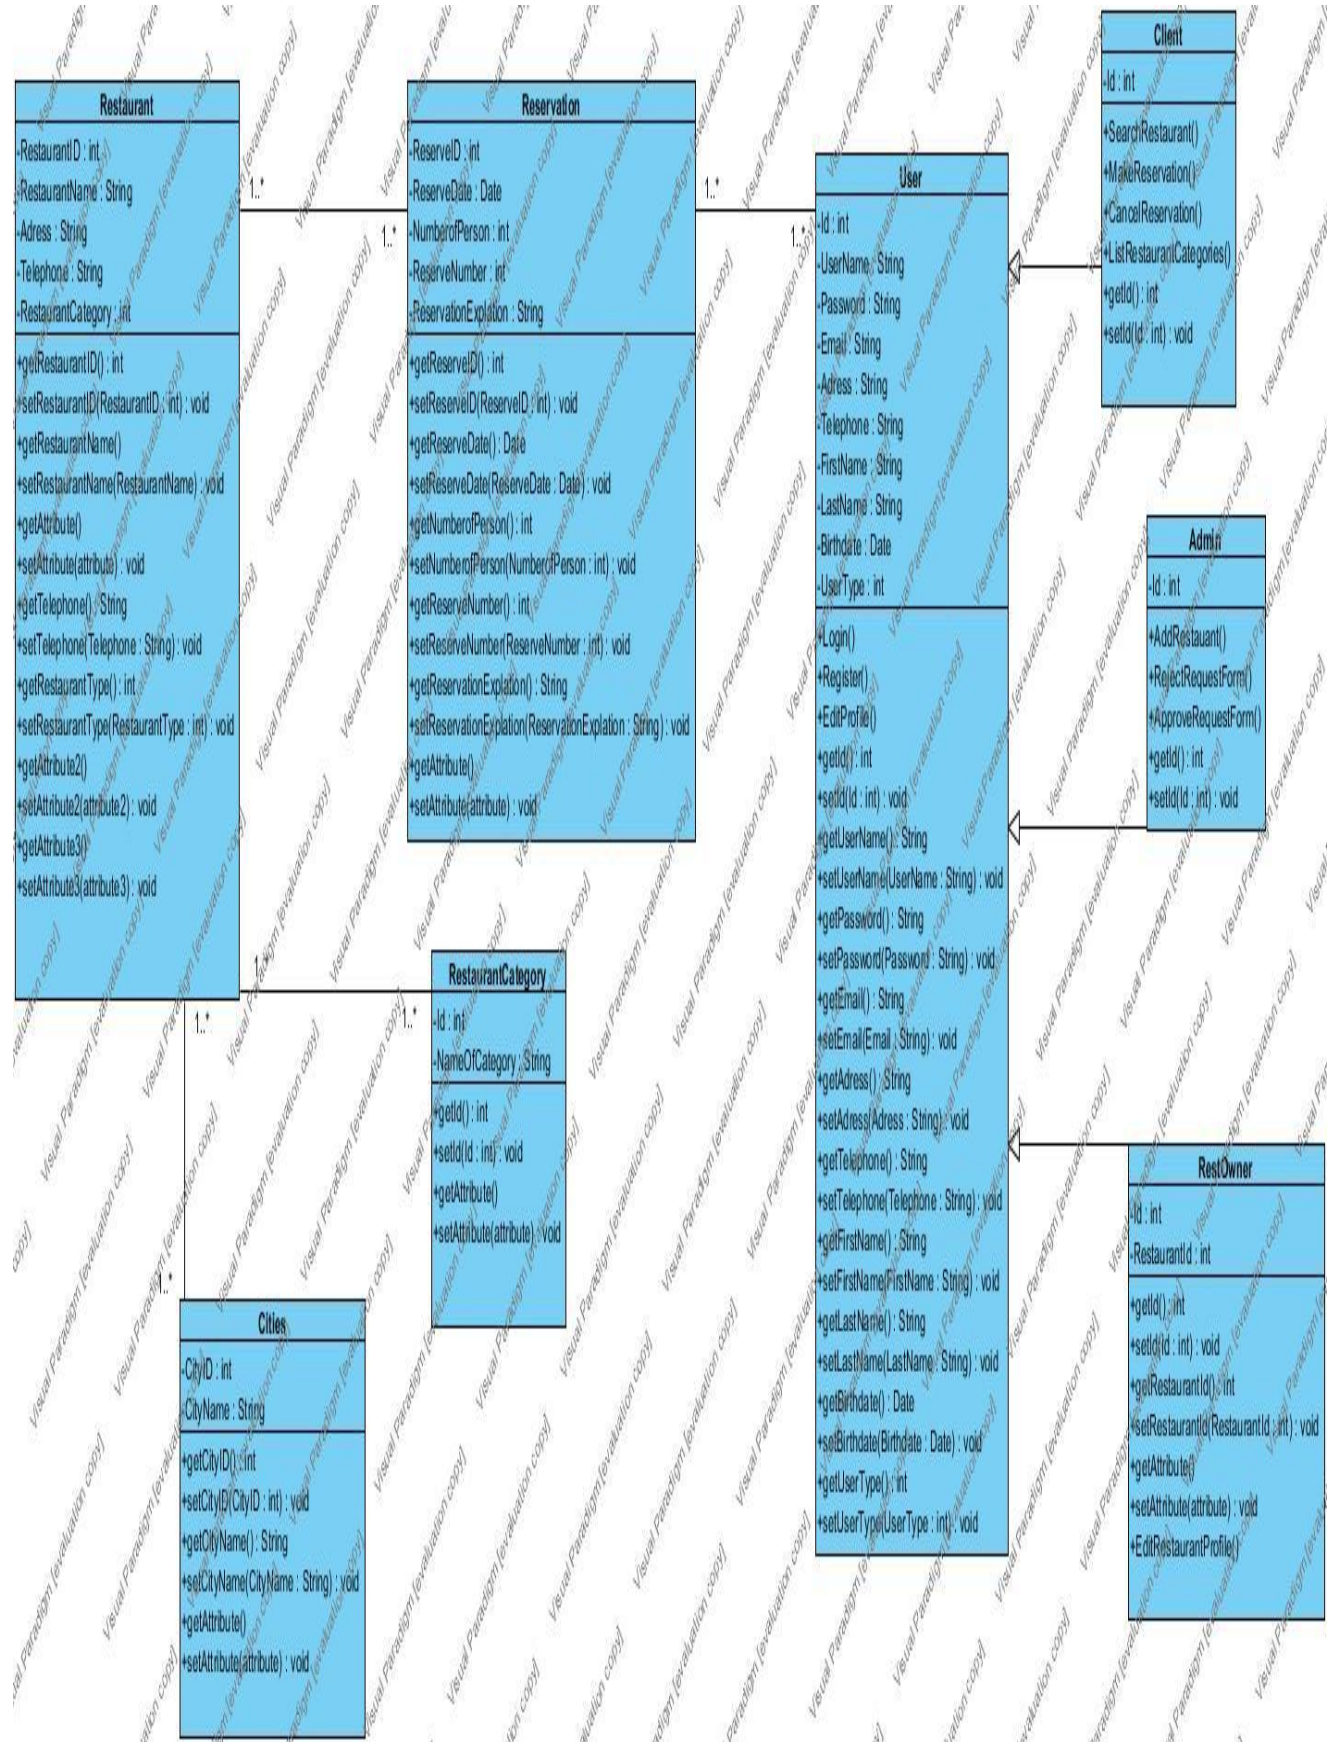 Restaurant
-RestaurantID : int
-RestaurantName : String
-Adress : String
-Telephone : String
-RestaurantCategory : int
+getRestaurantID() : int
+setRestaurantID(RestaurantID : int) : void
+getRestaurantName()
+setRestaurantName(RestaurantName) : void
+getAttribute()
+setAttribute(attribute) : void
+getTelephone() : String
+setTelephone(Telephone : String) : void
+getRestaurantType() : int
+setRestaurantType(RestaurantType : int) : void
+getAttribute2()
+setAttribute2(attribute2) : void
+getAttribute3()
+setAttribute3(attribute3) : void
1..*
1..*
Reservation
-ReserveID : int
-ReserveDate : Date
-NumberofPerson : int
-ReserveNumber : int
-ReservationExplation : String
+getReserveID() : int
+setReserveID(ReserveID : int) : void
+getReserveDate() : Date
+setReserveDate(ReserveDate : Date) : void
+getNumberofPerson() : int
+setNumberofPerson(NumberofPerson : int) : void
+getReserveNumber() : int
+setReserveNumber(ReserveNumber : int) : void
+getReservationExplation() : String
+setReservationExplation(ReservationExplation : String) : void
+getAttribute()
+setAttribute(attribute) : void
1..*
1..*
User
-Id : int
-UserName : String
-Password : String
-Email : String
-Adress : String
-Telephone : String
-FirstName : String
-LastName : String
-Birthdate : Date
-UserType : int
+Login()
+Register()
+EditProfile()
+getId() : int
+setId(Id : int) : void
+getUserName() : String
+setUserName(UserName : String) : void
+getPassword() : String
+setPassword(Password : String) : void
+getEmail() : String
+setEmail(Email : String) : void
+getAdress() : String
+setAdress(Adress : String) : void
+getTelephone() : String
+setTelephone(Telephone : String) : void
+getFirstName() : String
+setFirstName(FirstName : String) : void
+getLastName() : String
+setLastName(LastName : String) : void
+getBirthdate() : Date
+setBirthdate(Birthdate : Date) : void
+getUserType() : int
+setUserType(UserType : int) : void
Client
-Id : int
+SearchRestaurant()
+MakeReservation()
+CancelReservation()
+ListRestaurantCategories()
+getId() : int
+setId(Id : int) : void
Admin
-Id : int
+AddRestauant()
+RejectRequestForm()
+ApproveRequestForm()
+getId() : int
+setId(Id : int) : void
RestOwner
-Id : int
-RestaurantId : int
+getId() : int
+setId(Id : int) : void
+getRestaurantId() : int
+setRestaurantId(RestaurantId : int) : void
+getAttribute()
+setAttribute(attribute) : void
+EditRestaurantProfile()
1..*
1..*
RestaurantCategory
-Id : int
-NameOfCategory : String
+getId() : int
+setId(Id : int) : void
+getAttribute()
+setAttribute(attribute) : void
1..*
1..*
Cities
-CityID : int
-CityName : String
+getCityID() : int
+setCityID(CityID : int) : void
+getCityName() : String
+setCityName(CityName : String) : void
+getAttribute()
+setAttribute(attribute) : void
Visual Paradigm [evaluation copy]